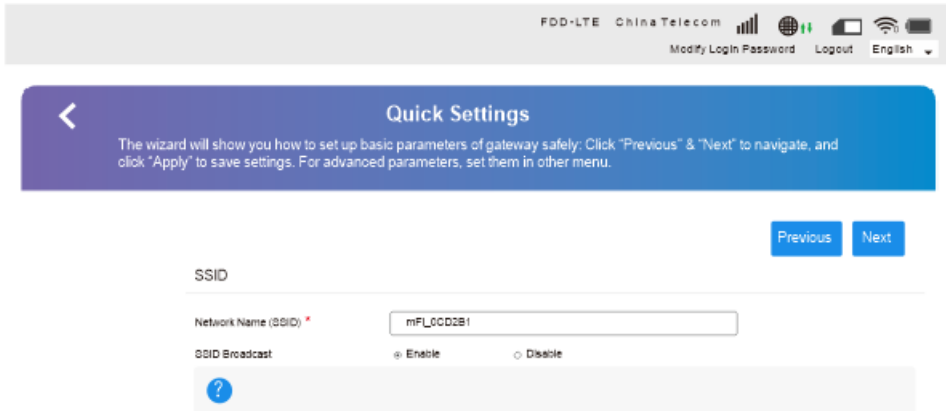 FDD-LTE China Telecom
Modify Login Password Logout English
Quick Settings
The wizard will show you how to set up basic parameters of gateway safely: Click "Previous" & "Next" to navigate, and
click "Apply" to save settings. For advanced parameters, set them in other menu.
Previous Next
SSID
Network Name (SSID) *
mFi_0CD2B1
SSID Broadcast Enable Disable
?